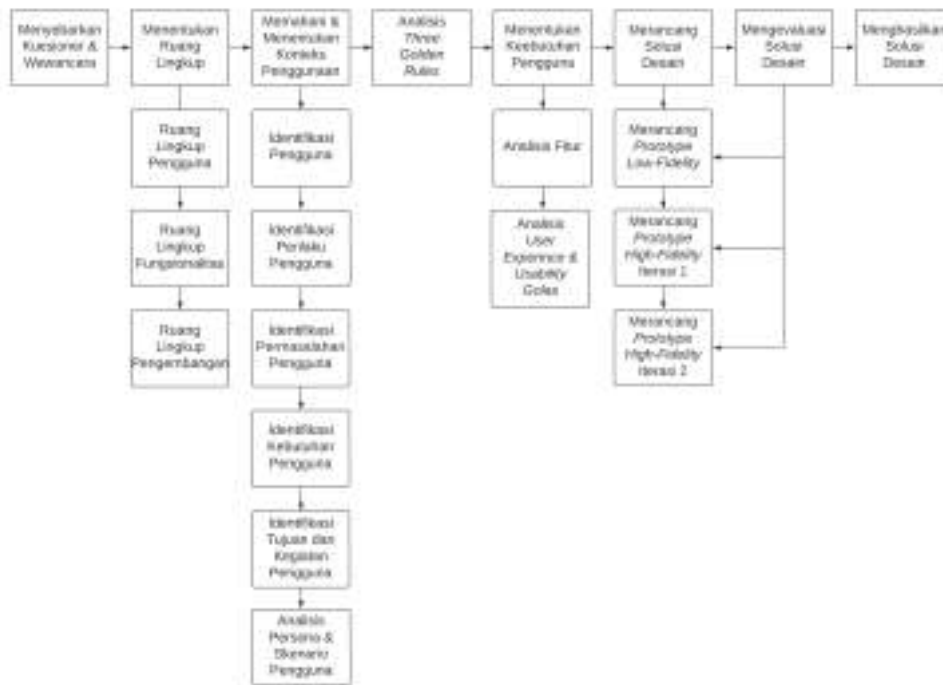 Menyebarkan
Kuesioner &
Wawancara
Menentukan
Ruang
Lingkup
Memahami &
Menentukan
Konteks
Penggunaan
Analisis
Three
Golden
Rules
Menentukan
Kebutuhan
Pengguna
Merancang
Solusi
Desain
Mengevaluasi
Solusi
Desain
Menghasilkan
Solusi
Desain
Ruang
Lingkup
Pengguna
Ruang
Lingkup
Fungsionalitas
Ruang
Lingkup
Pengembangan
Identifikasi
Pengguna
Identifikasi
Perilaku
Pengguna
Identifikasi
Permasalahan
Pengguna
Identifikasi
Kebutuhan
Pengguna
Identifikasi
Tujuan dan
Kegiatan
Pengguna
Analisis
Persona &
Skenario
Pengguna
Analisis Fitur
Analisis
User
Experince &
Usability
Golas
Merancang
Prototype
Low-Fidelity
Merancang
Prototype
High-Fidelity
Iterasi 1
Merancang
Prototype
High-Fidelity
Iterasi 2